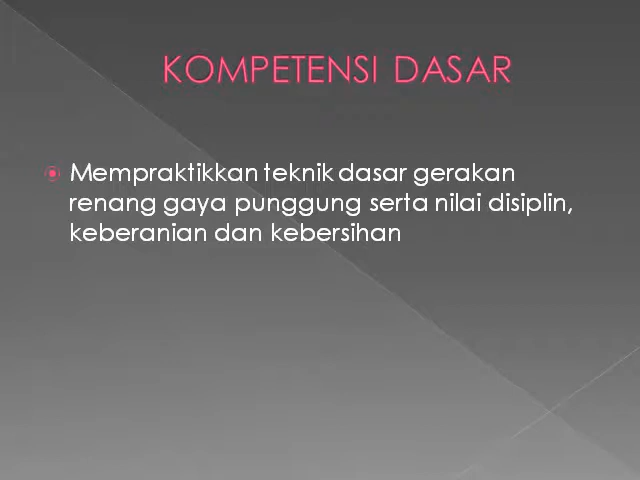 KOMPETENSI DASAR
Mempraktikkan teknik dasar gerakan
renang gaya punggung serta nilai disiplin,
keberanian dan kebersihan